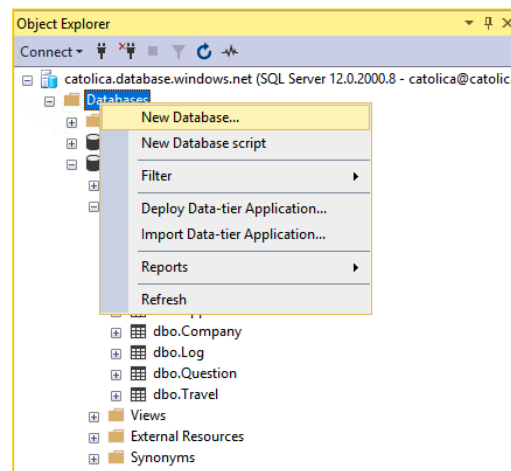 Object Explorer
Connect
catolica.database.windows.net (SQL Server 12.0.2000.8 - catolica@catolica
Databases
New Database...
New Database script
Filter
Deploy Data-tier Application...
Import Data-tier Application...
Reports
Refresh
dbo.Company
dbo.Log
dbo.Question
dbo.Travel
Views
External Resources
Synonyms